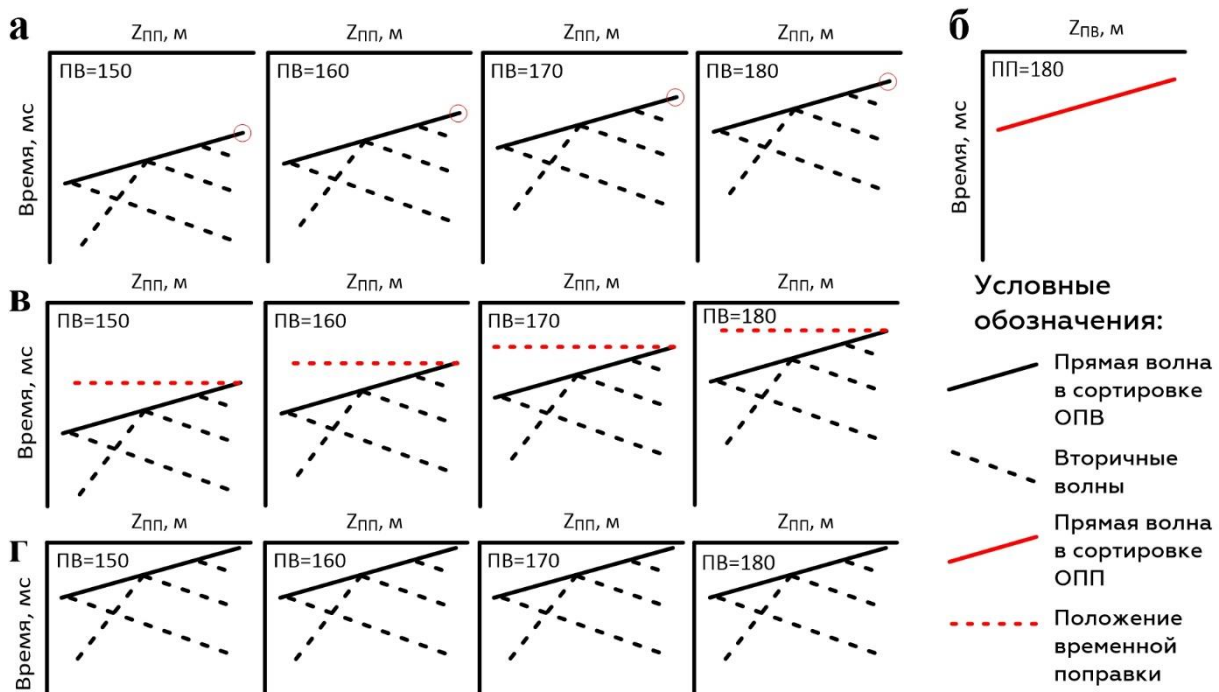 а
Zпп, м
Zпп, м
Zпп, м
Zпп, м
Время, мс
ПВ=150
ПВ=160
ПВ=170
ПВ=180
б
Zпв, м
Время, мс
ПП=180
в
Zпп, м
Zпп, м
Zпп, м
Zпп, м
Время, мс
ПВ=150
ПВ=160
ПВ=170
ПВ=180
г
Zпп, м
Zпп, м
Zпп, м
Zпп, м
Время, мс
ПВ=150
ПВ=160
ПВ=170
ПВ=180
Условные
обозначения:
Прямая волна
в сортировке
ОПВ
Вторичные
волны
Прямая волна
в сортировке
ОПП
Положение
временной
поправки